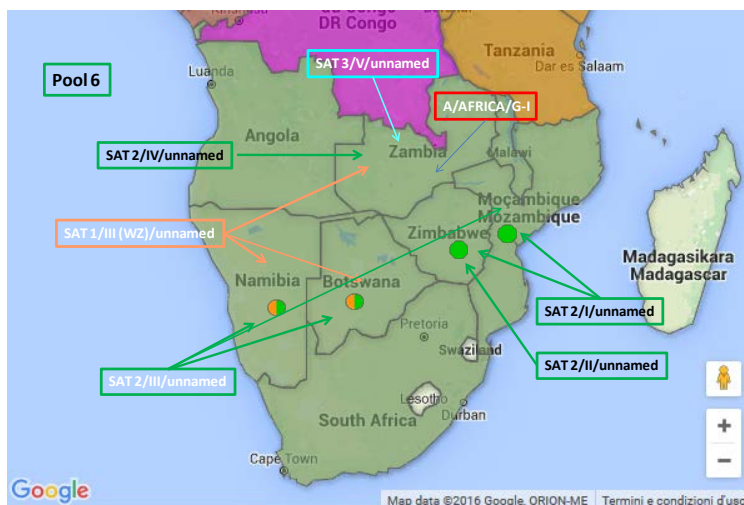 DR Congo
Tanzania
Dar es Salaam
SAT 3/V/unnamed
Luanda
Pool 6
A/AFRICA/G-I
Angola
Zambia
Malawi
SAT 2/IV/unnamed
Moçambique
Mozambique
SAT 1/III (WZ)/unnamed
Zimbabwe
Madagasikara
Madagascar
Namibia
Botswana
SAT 2/I/unnamed
Pretoria
Swaziland
SAT 2/II/unnamed
SAT 2/III/unnamed
Lesotho
South Africa
Durban
Cape Town
Google
Map data ©2016 Google, ORION-ME
Termini e condizioni d'uso